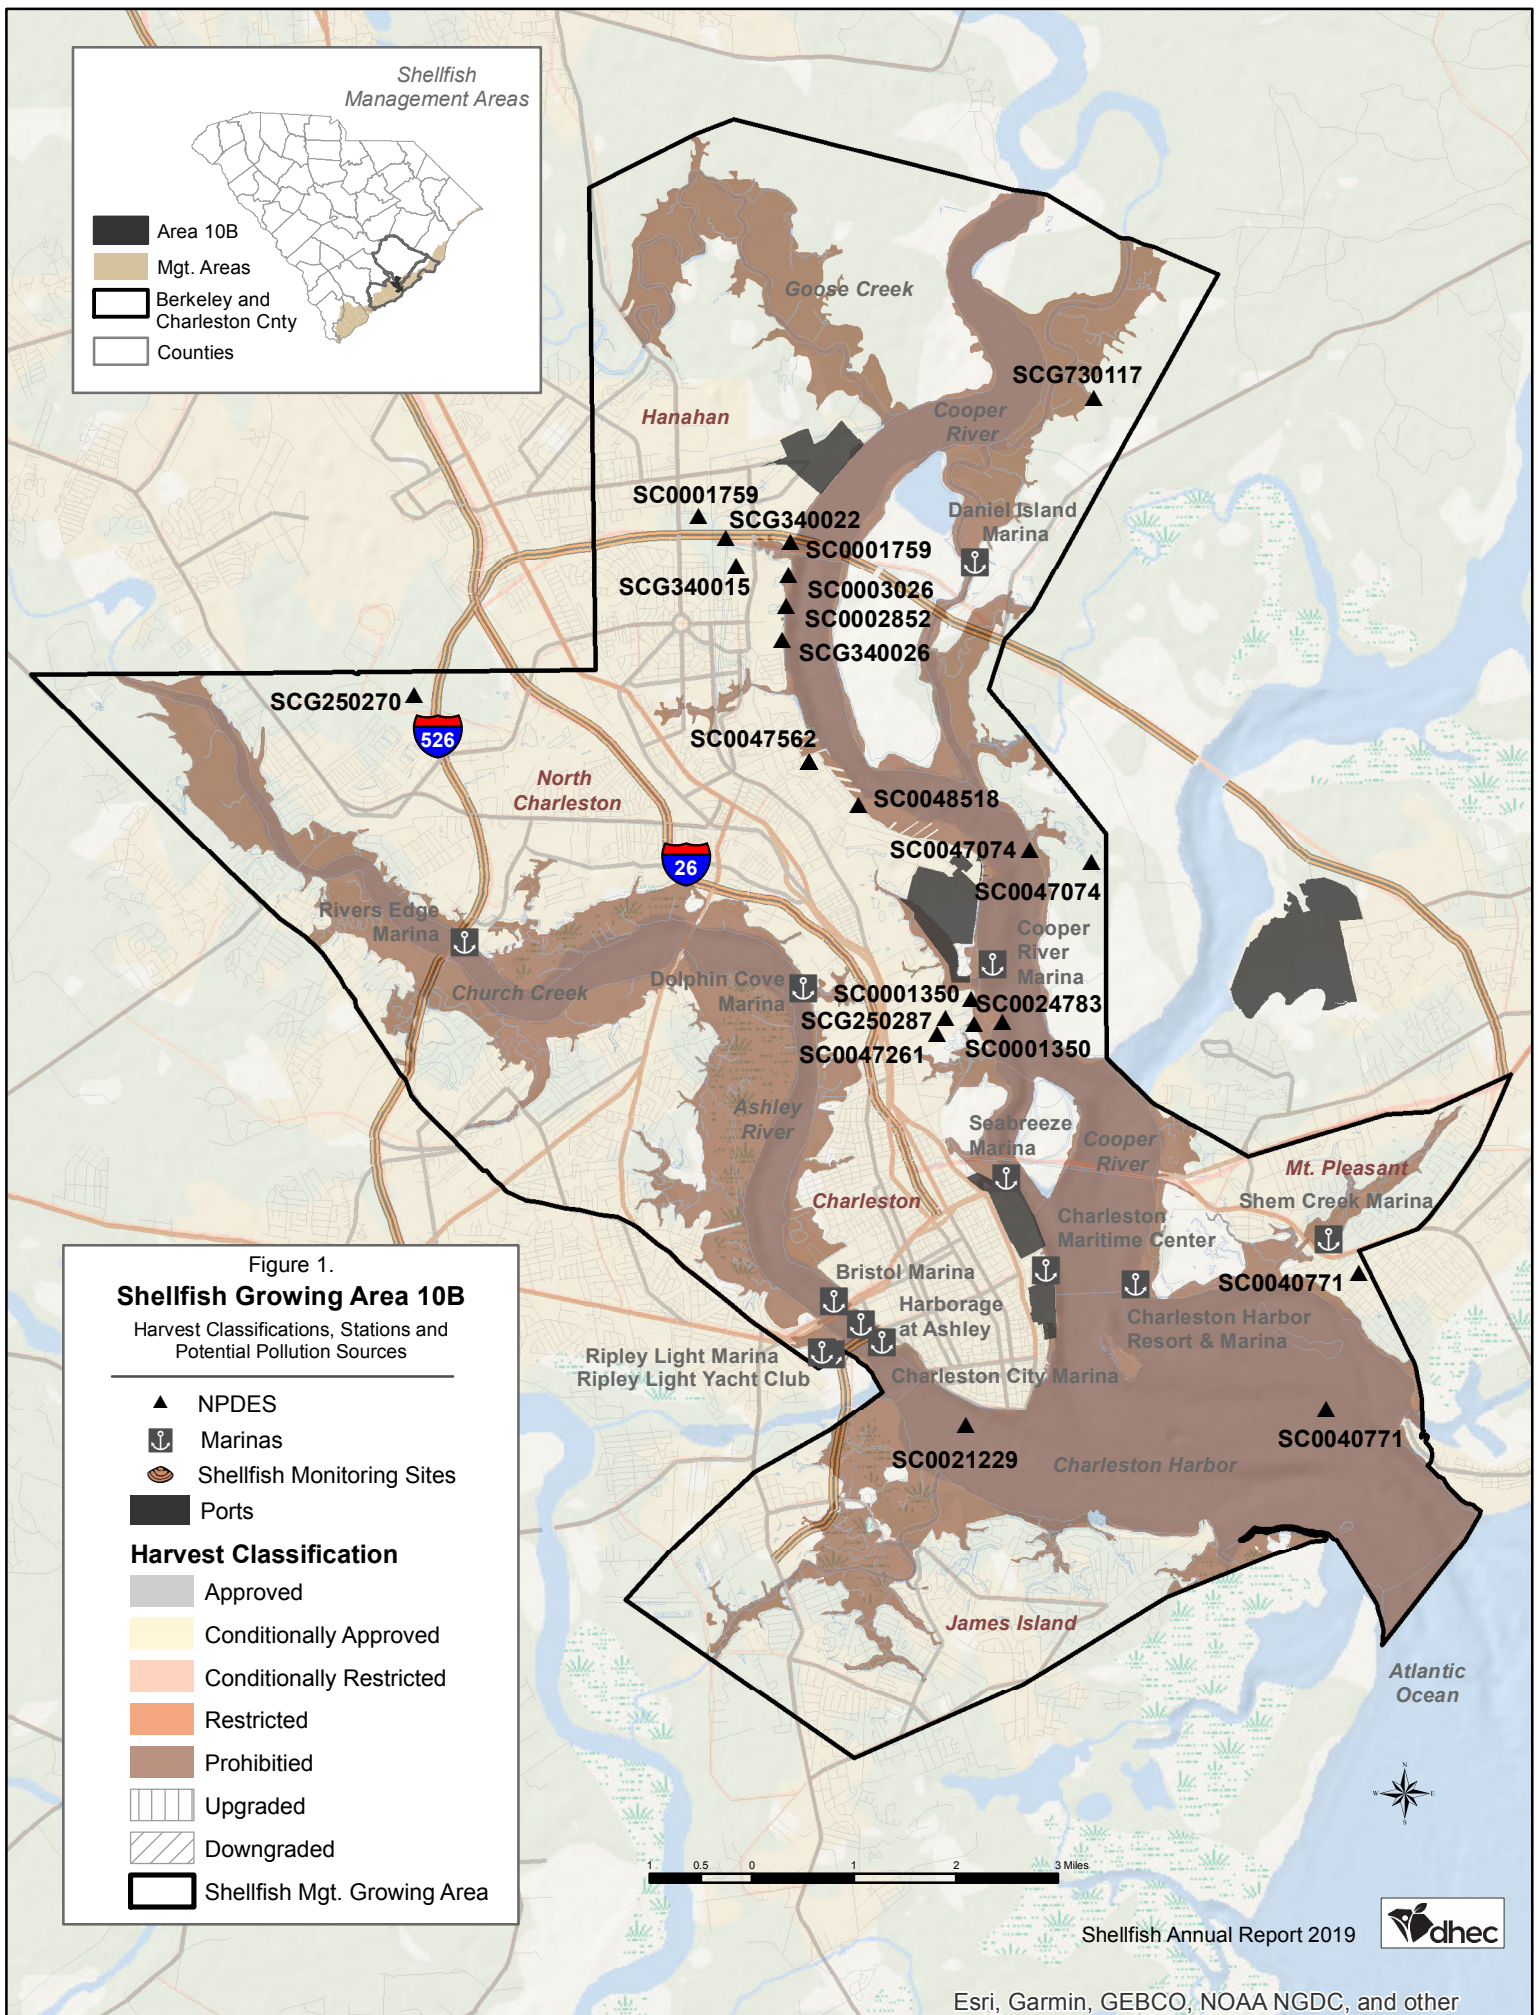 Shellfish
Management Areas
Area 10B
Mgt. Areas
Berkeley and
Charleston Cnty
Counties
Goose Creek
SCG730117
Cooper
River
Hanahan
SC0001759
SCG340022
Daniel Island
Marina
SC0001759
SCG340015
SC0003026
SC0002852
SCG340026
SCG250270
526
SC0047562
North
Charleston
SC0048518
SC0047074
26
SC0047074
Rivers Edge
Marina
Cooper
River
Marina
Dolphin Cove
Marina
Church Creek
SC0001350
SC0024783
SCG250287
SC0047261
SC0001350
Ashley
River
Seabreeze
Marina
Cooper
River
Mt. Pleasant
Charleston
Shem Creek Marina
Charleston
Maritime Center
Bristol Marina
SC0040771
Harborage
at Ashley
Charleston Harbor
Resort & Marina
Ripley Light Marina
Ripley Light Yacht Club
Charleston City Marina
SC0040771
SC0021229
Charleston Harbor
James Island
Atlantic
Ocean
Figure 1.
Shellfish Growing Area 10B
Harvest Classifications, Stations and
Potential Pollution Sources
NPDES
Marinas
Shellfish Monitoring Sites
Ports
Harvest Classification
Approved
Conditionally Approved
Conditionally Restricted
Restricted
Prohibitied
Upgraded
Downgraded
Shellfish Mgt. Growing Area
N
W E
S
1 0.5 0 1 2 3 Miles
Shellfish Annual Report 2019
dhec
Esri, Garmin, GEBCO, NOAA NGDC, and other